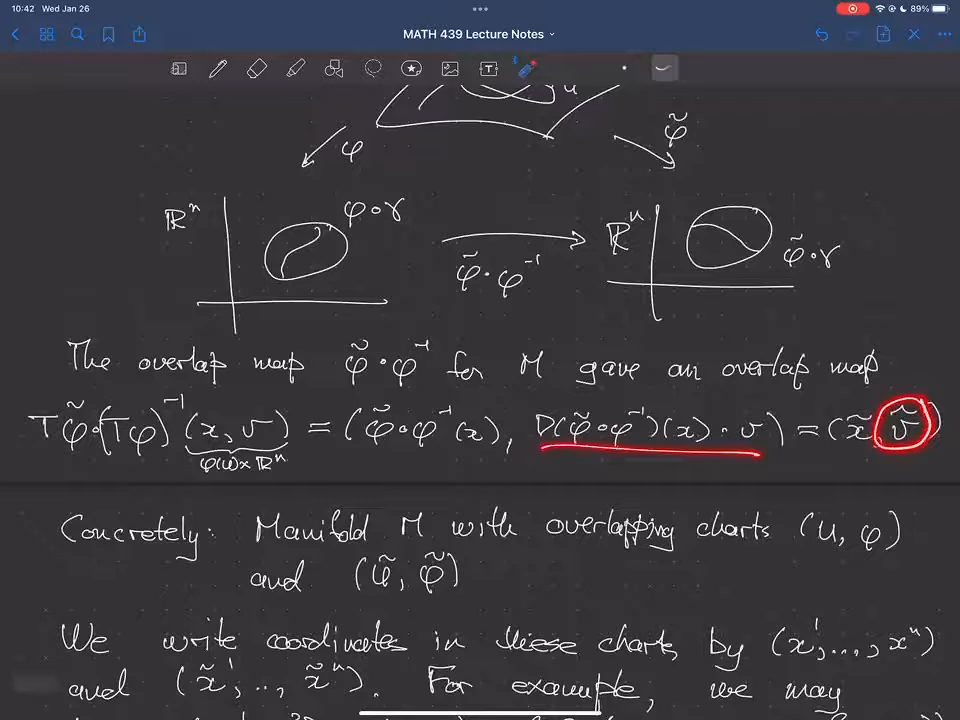 10:42 Wed Jan 26
89%
MATH 439 Lecture Notes
u
φ
φ̃
ℝⁿ
φ∘γ
φ̃∘φ⁻¹
ℝⁿ
φ̃∘γ
The overlap map φ̃∘φ⁻¹ for M gave an overlap map
Tφ̃∘(Tφ)⁻¹(x, v) = (φ̃∘φ⁻¹(x), D(φ̃∘φ⁻¹)(x)·v) = (x̃, ṽ)
φ(u)×ℝⁿ
Concretely: Manifold M with overlapping charts (U, φ)
and (Ũ, φ̃)
We write coordinates in these charts by (x¹,...,xⁿ)
and (x̃¹,..,x̃ⁿ). For example, we may